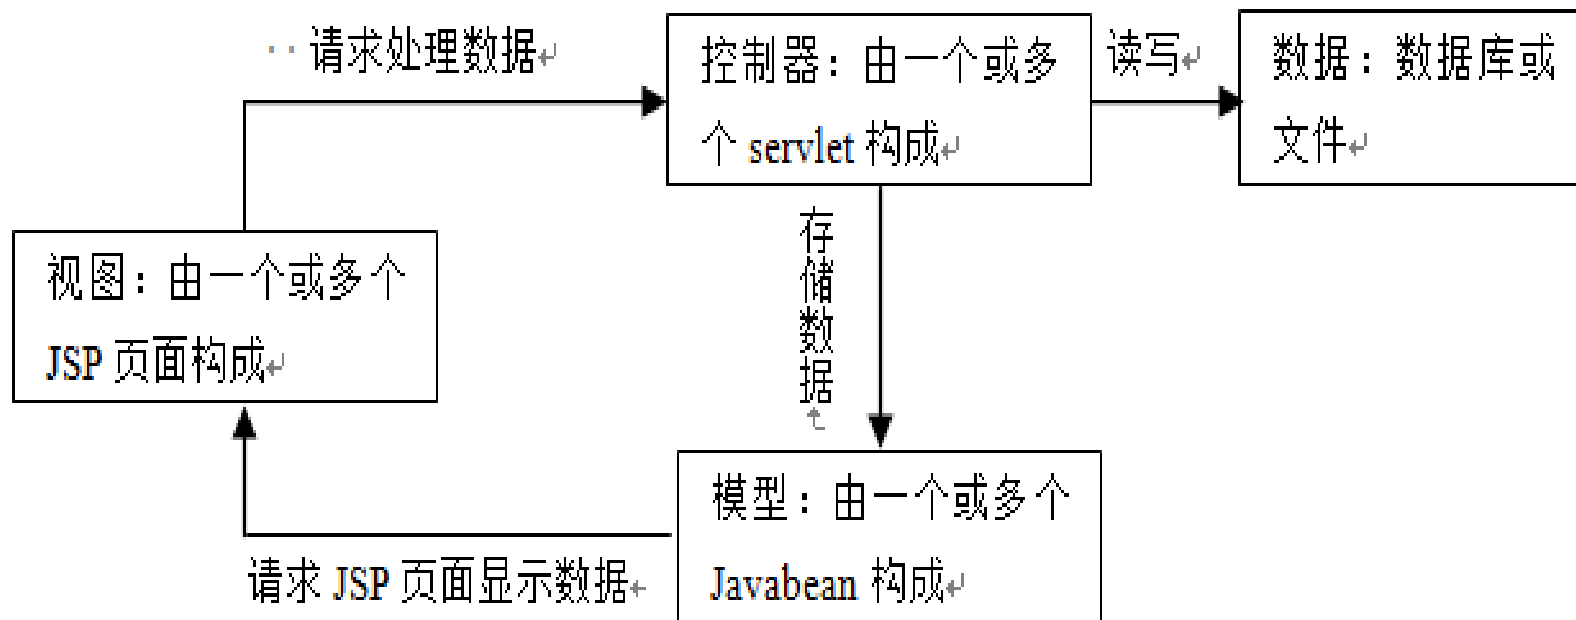 请求处理数据
控制器：由一个或多
个 servlet 构成
读写
数据：数据库或
文件
视图：由一个或多个
JSP 页面构成
存储数据
模型：由一个或多个
Javabean 构成
请求 JSP 页面显示数据